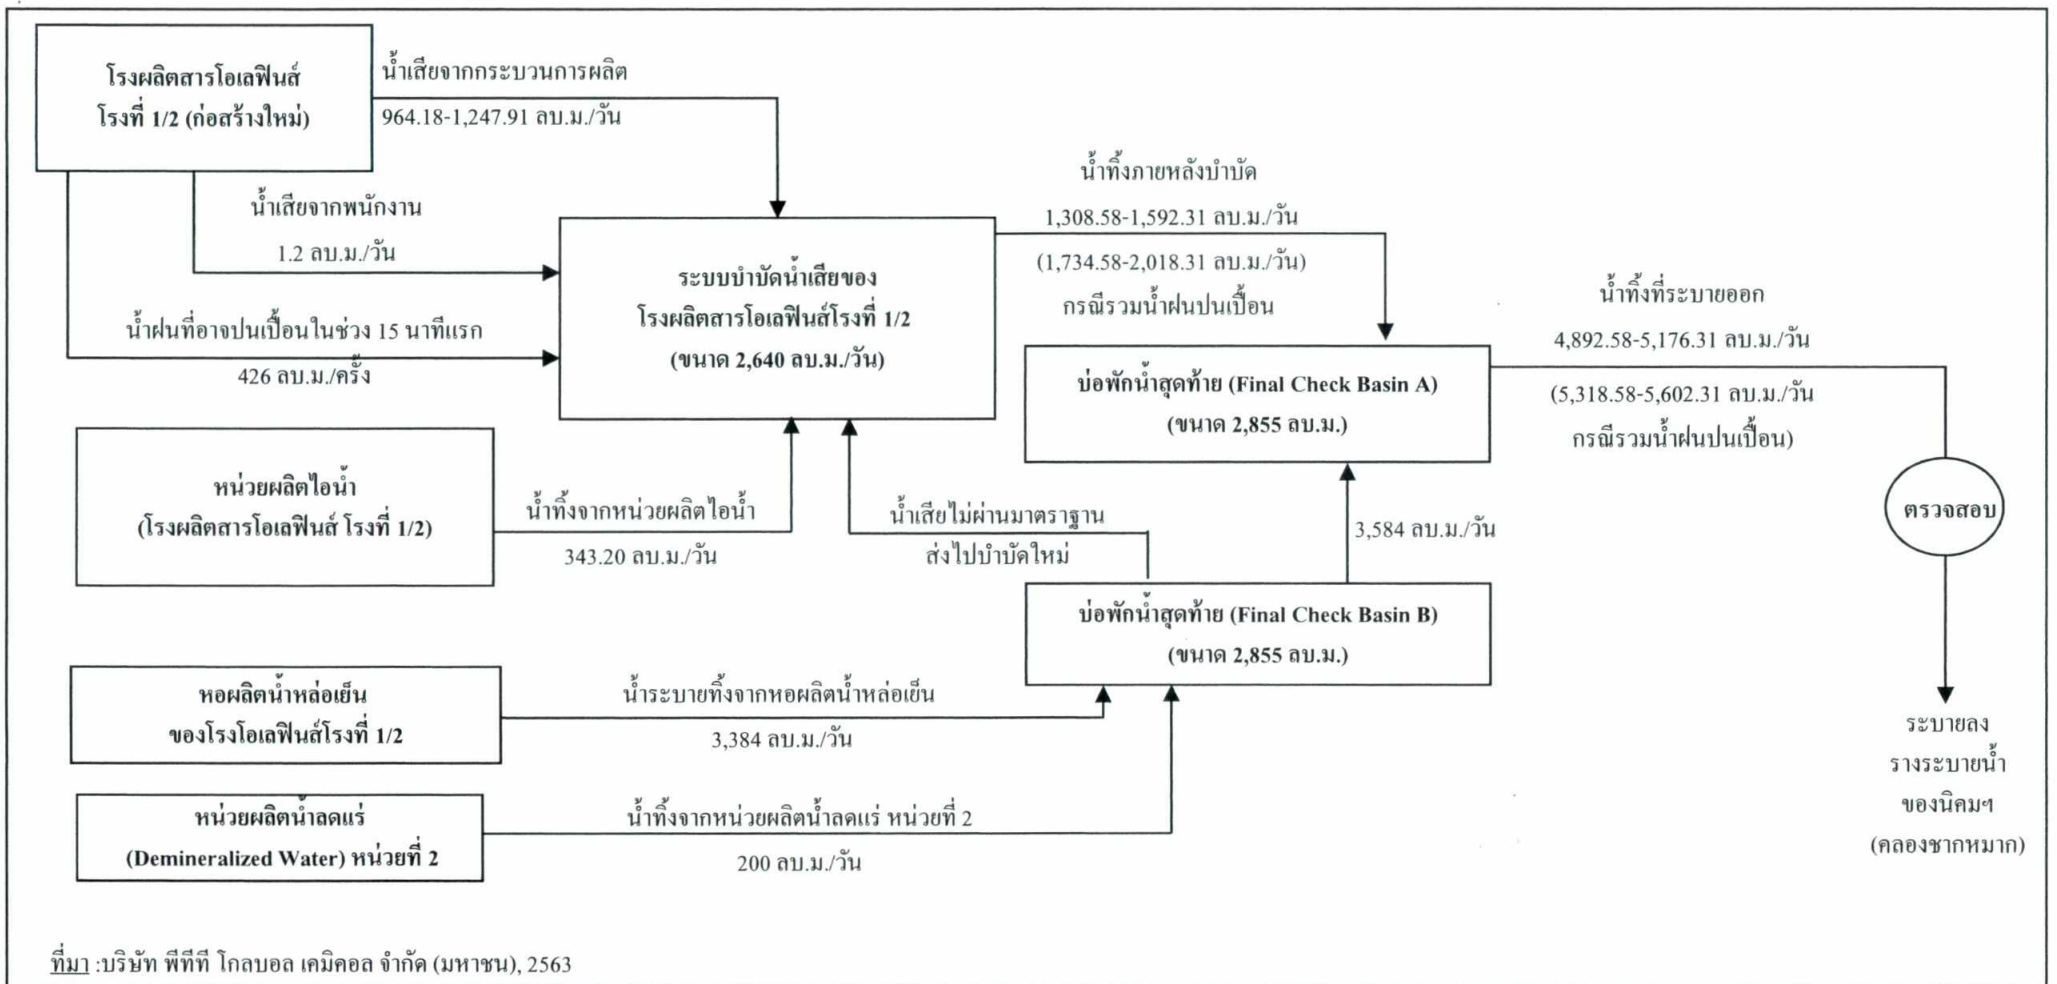 โรงผลิตสารโอเลฟินส์
โรงที่ 1/2 (ก่อสร้างใหม่)
น้ำเสียจากกระบวนการผลิต
964.18-1,247.91 ลบ.ม./วัน
น้ำเสียจากพนักงาน
1.2 ลบ.ม./วัน
น้ำฝนที่อาจปนเปื้อนในช่วง 15 นาทีแรก
426 ลบ.ม./ครั้ง
ระบบบำบัดน้ำเสียของ
โรงผลิตสารโอเลฟินส์โรงที่ 1/2
(ขนาด 2,640 ลบ.ม./วัน)
น้ำทิ้งภายหลังบำบัด
1,308.58-1,592.31 ลบ.ม./วัน
(1,734.58-2,018.31 ลบ.ม./วัน)
กรณีรวมน้ำฝนปนเปื้อน
น้ำทิ้งที่ระบายออก
4,892.58-5,176.31 ลบ.ม./วัน
(5,318.58-5,602.31 ลบ.ม./วัน
กรณีรวมน้ำฝนปนเปื้อน)
บ่อพักน้ำสุดท้าย (Final Check Basin A)
(ขนาด 2,855 ลบ.ม.)
หน่วยผลิตไอน้ำ
(โรงผลิตสารโอเลฟินส์ โรงที่ 1/2)
น้ำทิ้งจากหน่วยผลิตไอน้ำ
343.20 ลบ.ม./วัน
น้ำเสียไม่ผ่านมาตราฐาน
ส่งไปบำบัดใหม่
3,584 ลบ.ม./วัน
ตรวจสอบ
บ่อพักน้ำสุดท้าย (Final Check Basin B)
(ขนาด 2,855 ลบ.ม.)
หอผลิตน้ำหล่อเย็น
ของโรงโอเลฟินส์โรงที่ 1/2
น้ำระบายทิ้งจากหอผลิตน้ำหล่อเย็น
3,384 ลบ.ม./วัน
หน่วยผลิตน้ำลดแร่
(Demineralized Water) หน่วยที่ 2
น้ำทิ้งจากหน่วยผลิตน้ำลดแร่ หน่วยที่ 2
200 ลบ.ม./วัน
ระบายลง
รางระบายน้ำ
ของนิคมฯ
(คลองชากหมาก)
ที่มา :บริษัท พีทีที โกลบอล เคมิคอล จำกัด (มหาชน), 2563